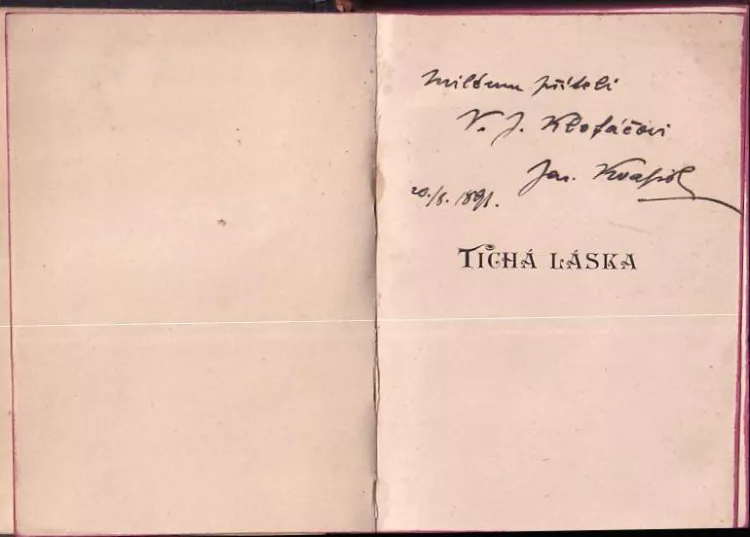 Milému příteli
V. J. Klofáčovi
Jar. Kvapil
20./8. 1891.
TICHÁ LÁSKA